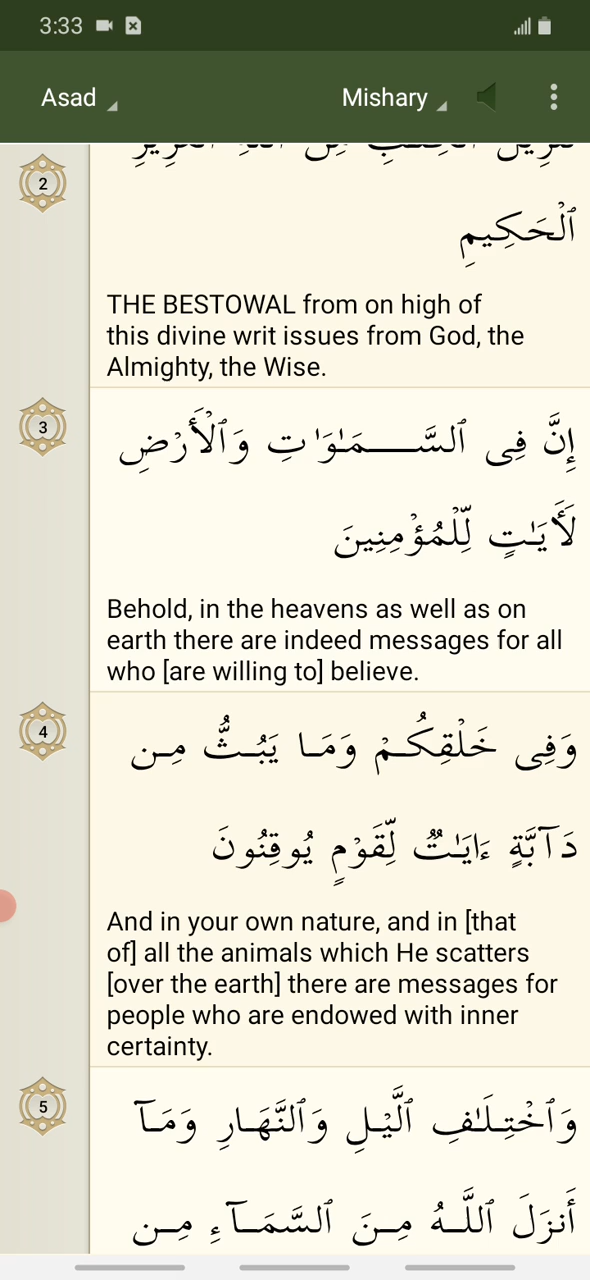 3:33
Asad
Mishary
2
ٱلْحَكِيمِ
THE BESTOWAL from on high of
this divine writ issues from God, the
Almighty, the Wise.
3
إِنَّ فِى ٱلسَّمَـٰوَٰتِ وَٱلْأَرْضِ
لَـَٔايَـٰتٍ لِّلْمُؤْمِنِينَ
Behold, in the heavens as well as on
earth there are indeed messages for all
who [are willing to] believe.
4
وَفِى خَلْقِكُمْ وَمَا يَبُثُّ مِن
دَآبَّةٍ ءَايَـٰتٌ لِّقَوْمٍ يُوقِنُونَ
And in your own nature, and in [that
of] all the animals which He scatters
[over the earth] there are messages for
people who are endowed with inner
certainty.
5
وَٱخْتِلَـٰفِ ٱلَّيْلِ وَٱلنَّهَارِ وَمَآ
أَنزَلَ ٱللَّهُ مِنَ ٱلسَّمَآءِ مِن